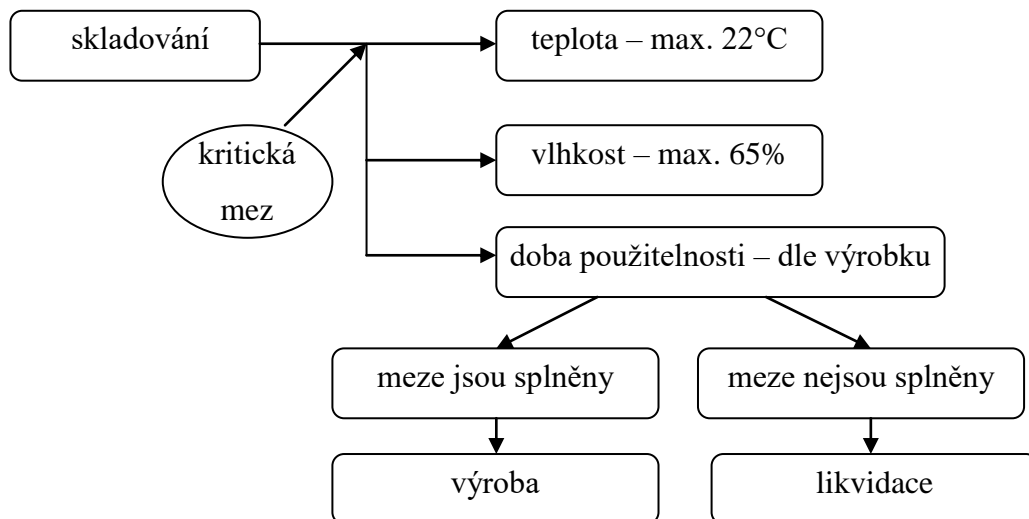 skladování
teplota – max. 22°C
kritická
mez
vlhkost – max. 65%
doba použitelnosti – dle výrobku
meze jsou splněny
meze nejsou splněny
výroba
likvidace